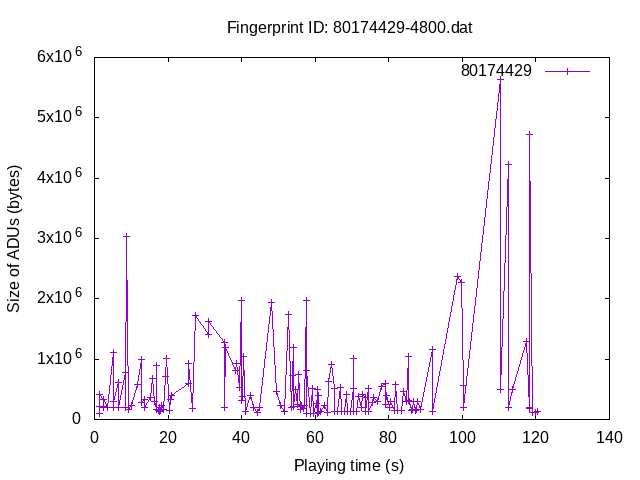 Fingerprint ID: 80174429-4800.dat
6x10^6
80174429
5x10^6
4x10^6
3x10^6
2x10^6
1x10^6
0
Size of ADUs (bytes)
0 20 40 60 80 100 120 140
Playing time (s)